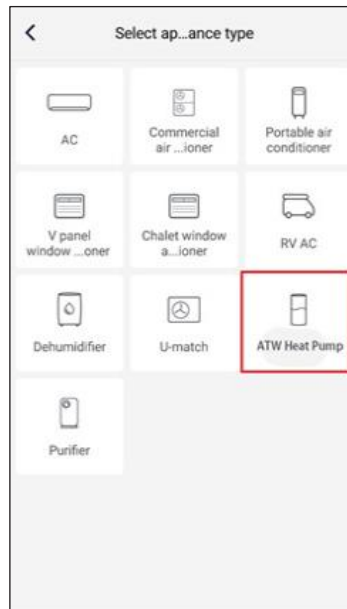 Select ap...ance type
AC
Commercial
air ...ioner
Portable air
conditioner
V panel
window ...oner
Chalet window
a...ioner
RV AC
Dehumidifier
U-match
ATW Heat Pump
Purifier